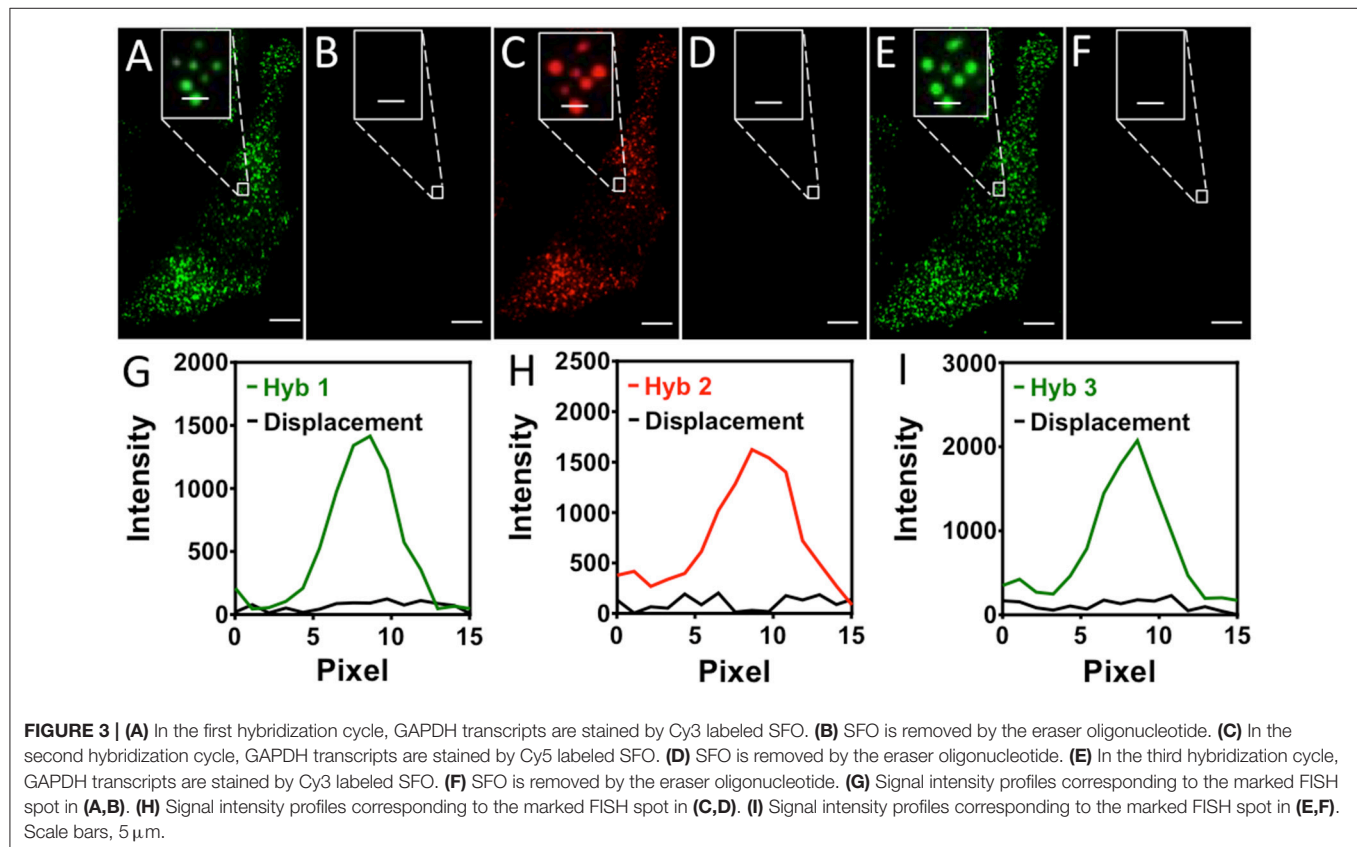 A B C D E F
G H I
2000
1500
1000
500
0
Intensity
Hyb 1
Displacement
0 5 10 15
Pixel
2500
2000
1500
1000
500
0
Intensity
Hyb 2
Displacement
0 5 10 15
Pixel
3000
2000
1000
0
Intensity
Hyb 3
Displacement
0 5 10 15
Pixel
FIGURE 3 | (A) In the first hybridization cycle, GAPDH transcripts are stained by Cy3 labeled SFO. (B) SFO is removed by the eraser oligonucleotide. (C) In the
second hybridization cycle, GAPDH transcripts are stained by Cy5 labeled SFO. (D) SFO is removed by the eraser oligonucleotide. (E) In the third hybridization cycle,
GAPDH transcripts are stained by Cy3 labeled SFO. (F) SFO is removed by the eraser oligonucleotide. (G) Signal intensity profiles corresponding to the marked FISH
spot in (A,B). (H) Signal intensity profiles corresponding to the marked FISH spot in (C,D). (I) Signal intensity profiles corresponding to the marked FISH spot in (E,F).
Scale bars, 5 μm.